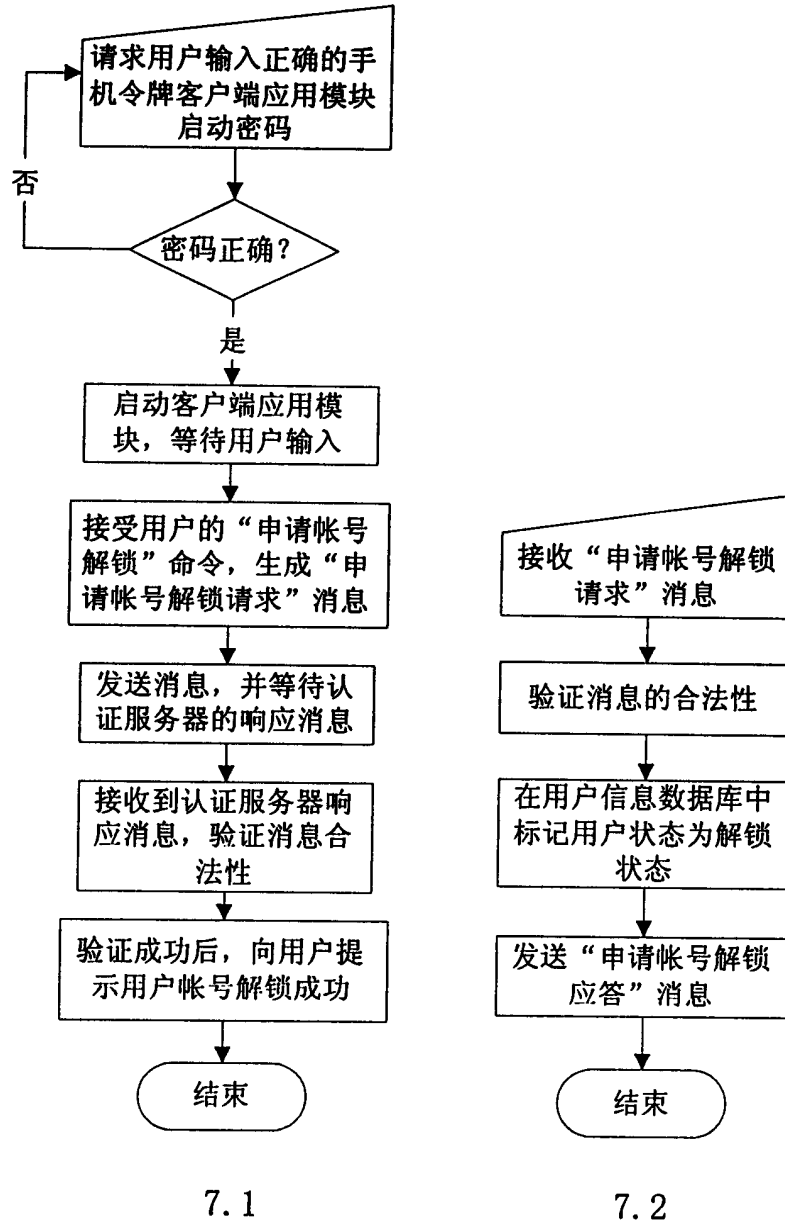 请求用户输入正确的手
机令牌客户端应用模块
启动密码
否
密码正确?
是
启动客户端应用模
块，等待用户输入
接受用户的“申请帐号
解锁”命令，生成“申
请帐号解锁请求”消息
发送消息，并等待认
证服务器的响应消息
接收到认证服务器响
应消息，验证消息合
法性
验证成功后，向用户提
示用户帐号解锁成功
结束
7.1
接收“申请帐号解锁
请求”消息
验证消息的合法性
在用户信息数据库中
标记用户状态为解锁
状态
发送“申请帐号解锁
应答”消息
结束
7.2